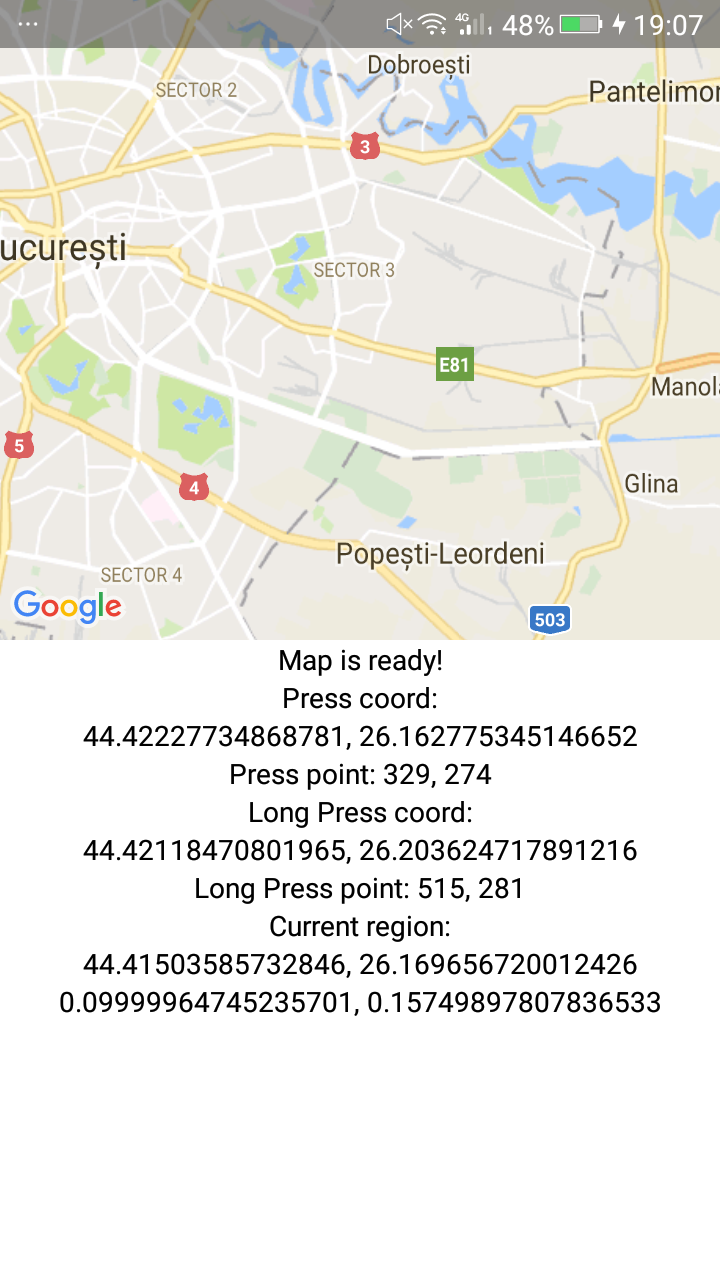 ... 4G 1 48% 19:07
Dobroești
SECTOR 2
Pantelimon
3
ucurești
SECTOR 3
E81
Manola
5
Glina
4
Popești-Leordeni
SECTOR 4
Google
503
Map is ready!
Press coord:
44.42227734868781, 26.162775345146652
Press point: 329, 274
Long Press coord:
44.42118470801965, 26.203624717891216
Long Press point: 515, 281
Current region:
44.41503585732846, 26.169656720012426
0.09999964745235701, 0.15749897807836533